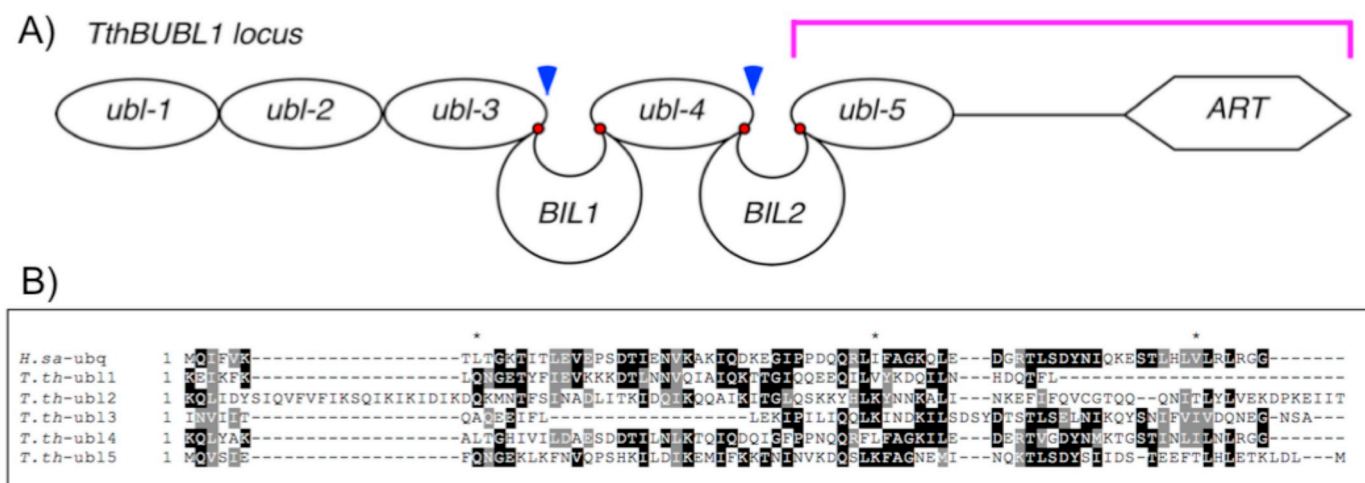 A) TthBUBL1 locus
ubl-1 ubl-2 ubl-3 ubl-4 ubl-5 ART
BIL1 BIL2
B)
* * *
H.sa-ubq 1 MQIFVK----------------------TLTGKTITLEVEPSDTIENVKAKIQDKEGIPPDQQRLIFAGKQLE---DGRTLSDYNIQKESTLHLVLRLRGG-------
T.th-ubl1 1 KEIKFK----------------------LQNGETYFIEVKKKDTLNNVQIAIQKTTGIQQEEQILVYKDQILN---HDQTFL--------------------------
T.th-ubl2 1 KQLIDYSIQVFVFIKSQIKIKIDIKDQKMNTFSINADLITKIDQIKQQAIKITGLQSKKYHLKYNNKALI---NKEFIFQVCGTQQ--QNITLYLVEKDPKEIIT
T.th-ubl3 1 INVIIT----------------------QAQEEIFL------------------LEKIPILIQQLKINDKILSDSYDTSTLSELNIKQYSNIFVIVDQNEG-NSA--
T.th-ubl4 1 KQLYAK----------------------ALTGHIVILDAESDDTILNLKTQIQDQIGFPPNQQRFLFAGKILE---DERTVGDYNMKTGSTINLILNLRGG-------
T.th-ubl5 1 MQVSIE----------------------FQNGEKLKFNVQPSHKILDIKEMIFKKTNINVKDQSLKFAGNEMI---NQKTLSDYSIIDS-TEEFTLHLETKLDL---M